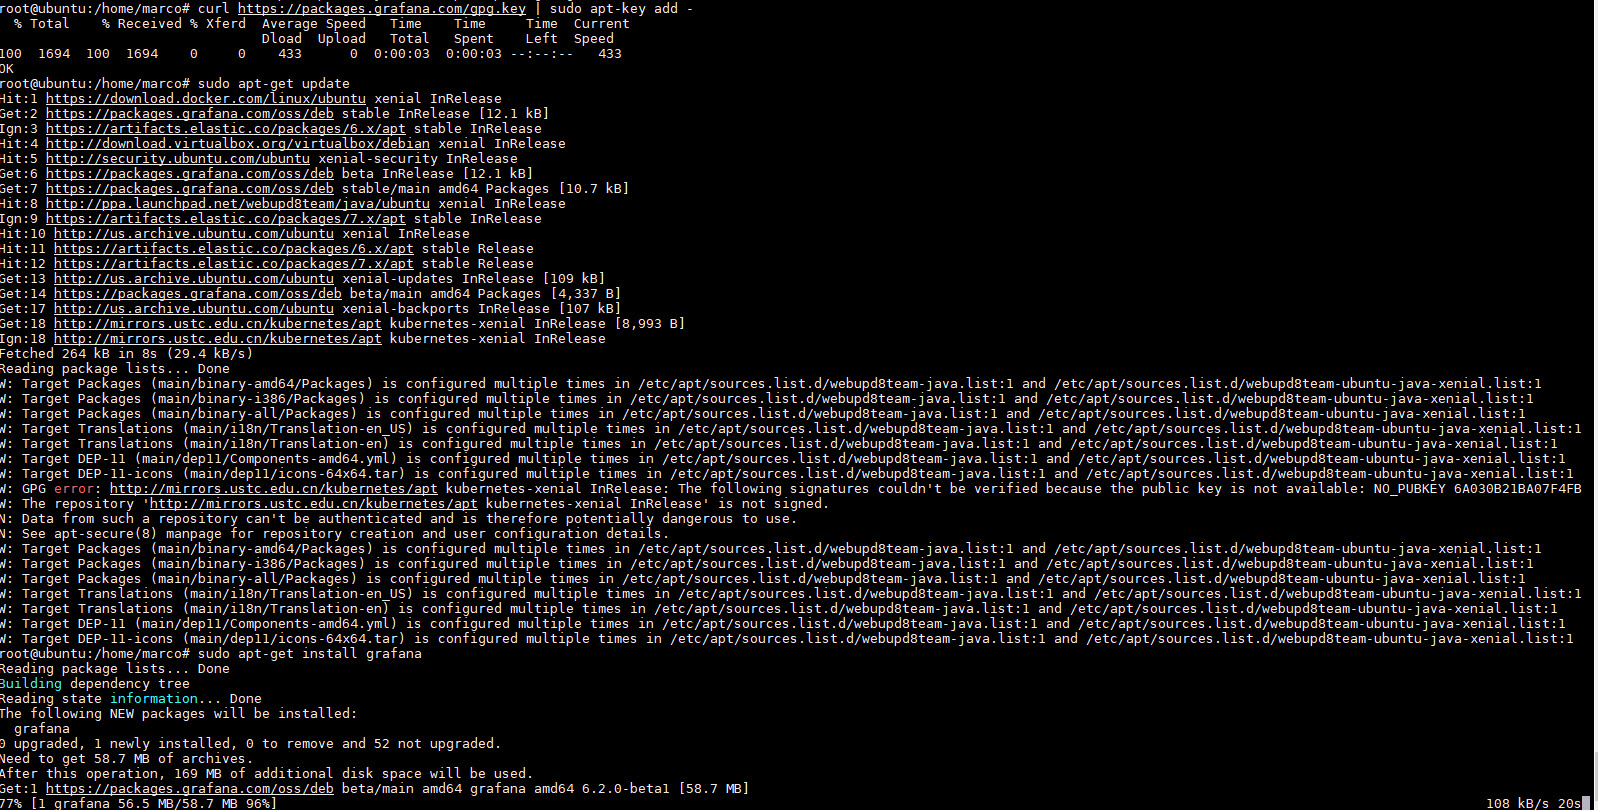 root@ubuntu:/home/marco# curl https://packages.grafana.com/gpg.key | sudo apt-key add -
  % Total    % Received % Xferd  Average Speed   Time    Time     Time  Current
                                 Dload  Upload   Total   Spent    Left  Speed
100  1694  100  1694    0     0    433      0  0:00:03  0:00:03 --:--:--   433
OK
root@ubuntu:/home/marco# sudo apt-get update
Hit:1 https://download.docker.com/linux/ubuntu xenial InRelease
Get:2 https://packages.grafana.com/oss/deb stable InRelease [12.1 kB]
Ign:3 https://artifacts.elastic.co/packages/6.x/apt stable InRelease
Hit:4 http://download.virtualbox.org/virtualbox/debian xenial InRelease
Hit:5 http://security.ubuntu.com/ubuntu xenial-security InRelease
Get:6 https://packages.grafana.com/oss/deb beta InRelease [12.1 kB]
Get:7 https://packages.grafana.com/oss/deb stable/main amd64 Packages [10.7 kB]
Hit:8 http://ppa.launchpad.net/webupd8team/java/ubuntu xenial InRelease
Ign:9 https://artifacts.elastic.co/packages/7.x/apt stable InRelease
Hit:10 http://us.archive.ubuntu.com/ubuntu xenial InRelease
Hit:11 https://artifacts.elastic.co/packages/6.x/apt stable Release
Hit:12 https://artifacts.elastic.co/packages/7.x/apt stable Release
Get:13 http://us.archive.ubuntu.com/ubuntu xenial-updates InRelease [109 kB]
Get:14 https://packages.grafana.com/oss/deb beta/main amd64 Packages [4,337 B]
Get:17 http://us.archive.ubuntu.com/ubuntu xenial-backports InRelease [107 kB]
Get:18 http://mirrors.ustc.edu.cn/kubernetes/apt kubernetes-xenial InRelease [8,993 B]
Ign:18 http://mirrors.ustc.edu.cn/kubernetes/apt kubernetes-xenial InRelease
Fetched 264 kB in 8s (29.4 kB/s)
Reading package lists... Done
W: Target Packages (main/binary-amd64/Packages) is configured multiple times in /etc/apt/sources.list.d/webupd8team-java.list:1 and /etc/apt/sources.list.d/webupd8team-ubuntu-java-xenial.list:1
W: Target Packages (main/binary-i386/Packages) is configured multiple times in /etc/apt/sources.list.d/webupd8team-java.list:1 and /etc/apt/sources.list.d/webupd8team-ubuntu-java-xenial.list:1
W: Target Packages (main/binary-all/Packages) is configured multiple times in /etc/apt/sources.list.d/webupd8team-java.list:1 and /etc/apt/sources.list.d/webupd8team-ubuntu-java-xenial.list:1
W: Target Translations (main/i18n/Translation-en_US) is configured multiple times in /etc/apt/sources.list.d/webupd8team-java.list:1 and /etc/apt/sources.list.d/webupd8team-ubuntu-java-xenial.list:1
W: Target Translations (main/i18n/Translation-en) is configured multiple times in /etc/apt/sources.list.d/webupd8team-java.list:1 and /etc/apt/sources.list.d/webupd8team-ubuntu-java-xenial.list:1
W: Target DEP-11 (main/dep11/Components-amd64.yml) is configured multiple times in /etc/apt/sources.list.d/webupd8team-java.list:1 and /etc/apt/sources.list.d/webupd8team-ubuntu-java-xenial.list:1
W: Target DEP-11-icons (main/dep11/icons-64x64.tar) is configured multiple times in /etc/apt/sources.list.d/webupd8team-java.list:1 and /etc/apt/sources.list.d/webupd8team-ubuntu-java-xenial.list:1
W: GPG error: http://mirrors.ustc.edu.cn/kubernetes/apt kubernetes-xenial InRelease: The following signatures couldn't be verified because the public key is not available: NO_PUBKEY 6A030B21BA07F4FB
W: The repository 'http://mirrors.ustc.edu.cn/kubernetes/apt kubernetes-xenial InRelease' is not signed.
N: Data from such a repository can't be authenticated and is therefore potentially dangerous to use.
N: See apt-secure(8) manpage for repository creation and user configuration details.
W: Target Packages (main/binary-amd64/Packages) is configured multiple times in /etc/apt/sources.list.d/webupd8team-java.list:1 and /etc/apt/sources.list.d/webupd8team-ubuntu-java-xenial.list:1
W: Target Packages (main/binary-i386/Packages) is configured multiple times in /etc/apt/sources.list.d/webupd8team-java.list:1 and /etc/apt/sources.list.d/webupd8team-ubuntu-java-xenial.list:1
W: Target Packages (main/binary-all/Packages) is configured multiple times in /etc/apt/sources.list.d/webupd8team-java.list:1 and /etc/apt/sources.list.d/webupd8team-ubuntu-java-xenial.list:1
W: Target Translations (main/i18n/Translation-en_US) is configured multiple times in /etc/apt/sources.list.d/webupd8team-java.list:1 and /etc/apt/sources.list.d/webupd8team-ubuntu-java-xenial.list:1
W: Target Translations (main/i18n/Translation-en) is configured multiple times in /etc/apt/sources.list.d/webupd8team-java.list:1 and /etc/apt/sources.list.d/webupd8team-ubuntu-java-xenial.list:1
W: Target DEP-11 (main/dep11/Components-amd64.yml) is configured multiple times in /etc/apt/sources.list.d/webupd8team-java.list:1 and /etc/apt/sources.list.d/webupd8team-ubuntu-java-xenial.list:1
W: Target DEP-11-icons (main/dep11/icons-64x64.tar) is configured multiple times in /etc/apt/sources.list.d/webupd8team-java.list:1 and /etc/apt/sources.list.d/webupd8team-ubuntu-java-xenial.list:1
root@ubuntu:/home/marco# sudo apt-get install grafana
Reading package lists... Done
Building dependency tree
Reading state information... Done
The following NEW packages will be installed:
  grafana
0 upgraded, 1 newly installed, 0 to remove and 52 not upgraded.
Need to get 58.7 MB of archives.
After this operation, 169 MB of additional disk space will be used.
Get:1 https://packages.grafana.com/oss/deb beta/main amd64 grafana amd64 6.2.0-beta1 [58.7 MB]
77% [1 grafana 56.5 MB/58.7 MB 96%] 108 kB/s 20s